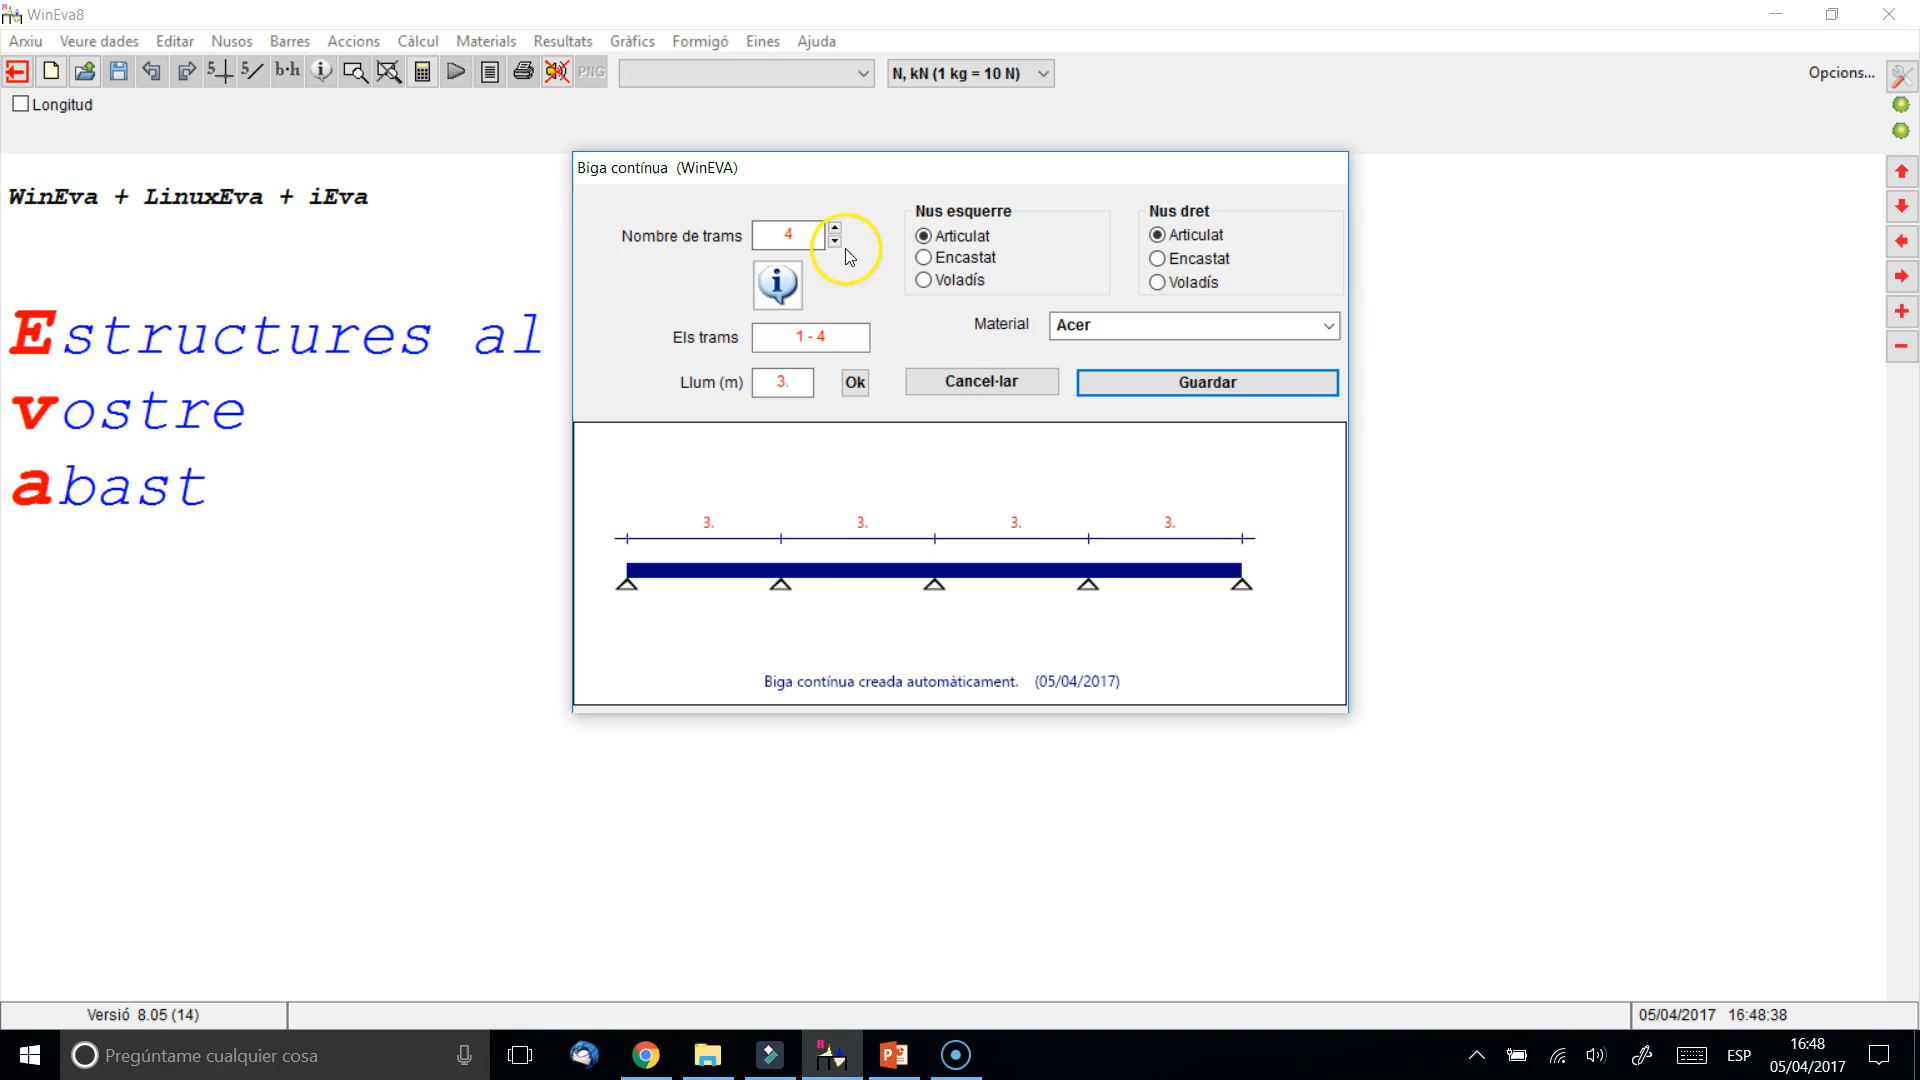 WinEva8
Arxiu Veure dades Editar Nusos Barres Accions Càlcul Materials Resultats Gràfics Formigó Eines Ajuda
5 5 b·h PNG N, kN (1 kg = 10 N) Opcions...
Longitud
WinEva + LinuxEva + iEva
Estructures al
vostre
abast
Biga contínua (WinEVA)
Nombre de trams 4
Nus esquerre
Articulat
Encastat
Voladís
Nus dret
Articulat
Encastat
Voladís
Els trams 1 - 4
Material Acer
Llum (m) 3. Ok Cancel·lar Guardar
3. 3. 3. 3.
Biga contínua creada automàticament. (05/04/2017)
Versió 8.05 (14) 05/04/2017 16:48:38
Pregúntame cualquier cosa
ESP
16:48
05/04/2017